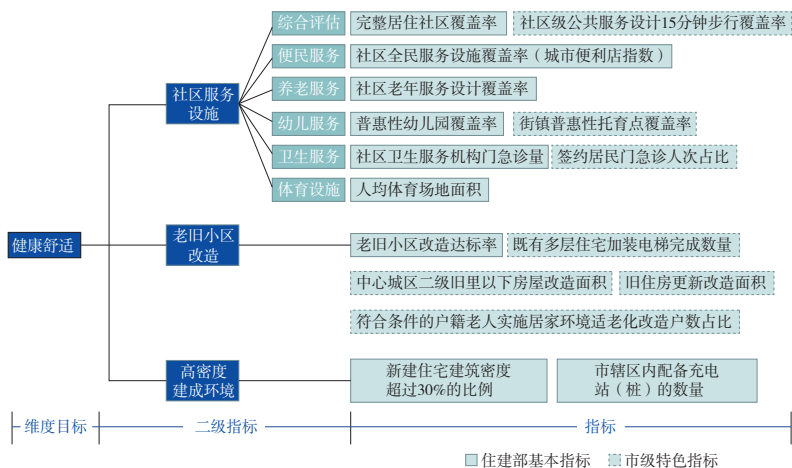 综合评估 完整居住社区覆盖率 社区级公共服务设计15分钟步行覆盖率
便民服务 社区全民服务设施覆盖率（城市便利店指数）
社区服务
设施
养老服务 社区老年服务设计覆盖率
幼儿服务 普惠性幼儿园覆盖率 街镇普惠性托育点覆盖率
卫生服务 社区卫生服务机构门急诊量 签约居民门急诊人次占比
体育设施 人均体育场地面积
健康舒适
老旧小区
改造
老旧小区改造达标率 既有多层住宅加装电梯完成数量
中心城区二级旧里以下房屋改造面积 旧住房更新改造面积
符合条件的户籍老人实施居家环境适老化改造户数占比
高密度
建成环境
新建住宅建筑密度
超过30%的比例
市辖区内配备充电
站（桩）的数量
维度目标 二级指标 指标
住建部基本指标 市级特色指标